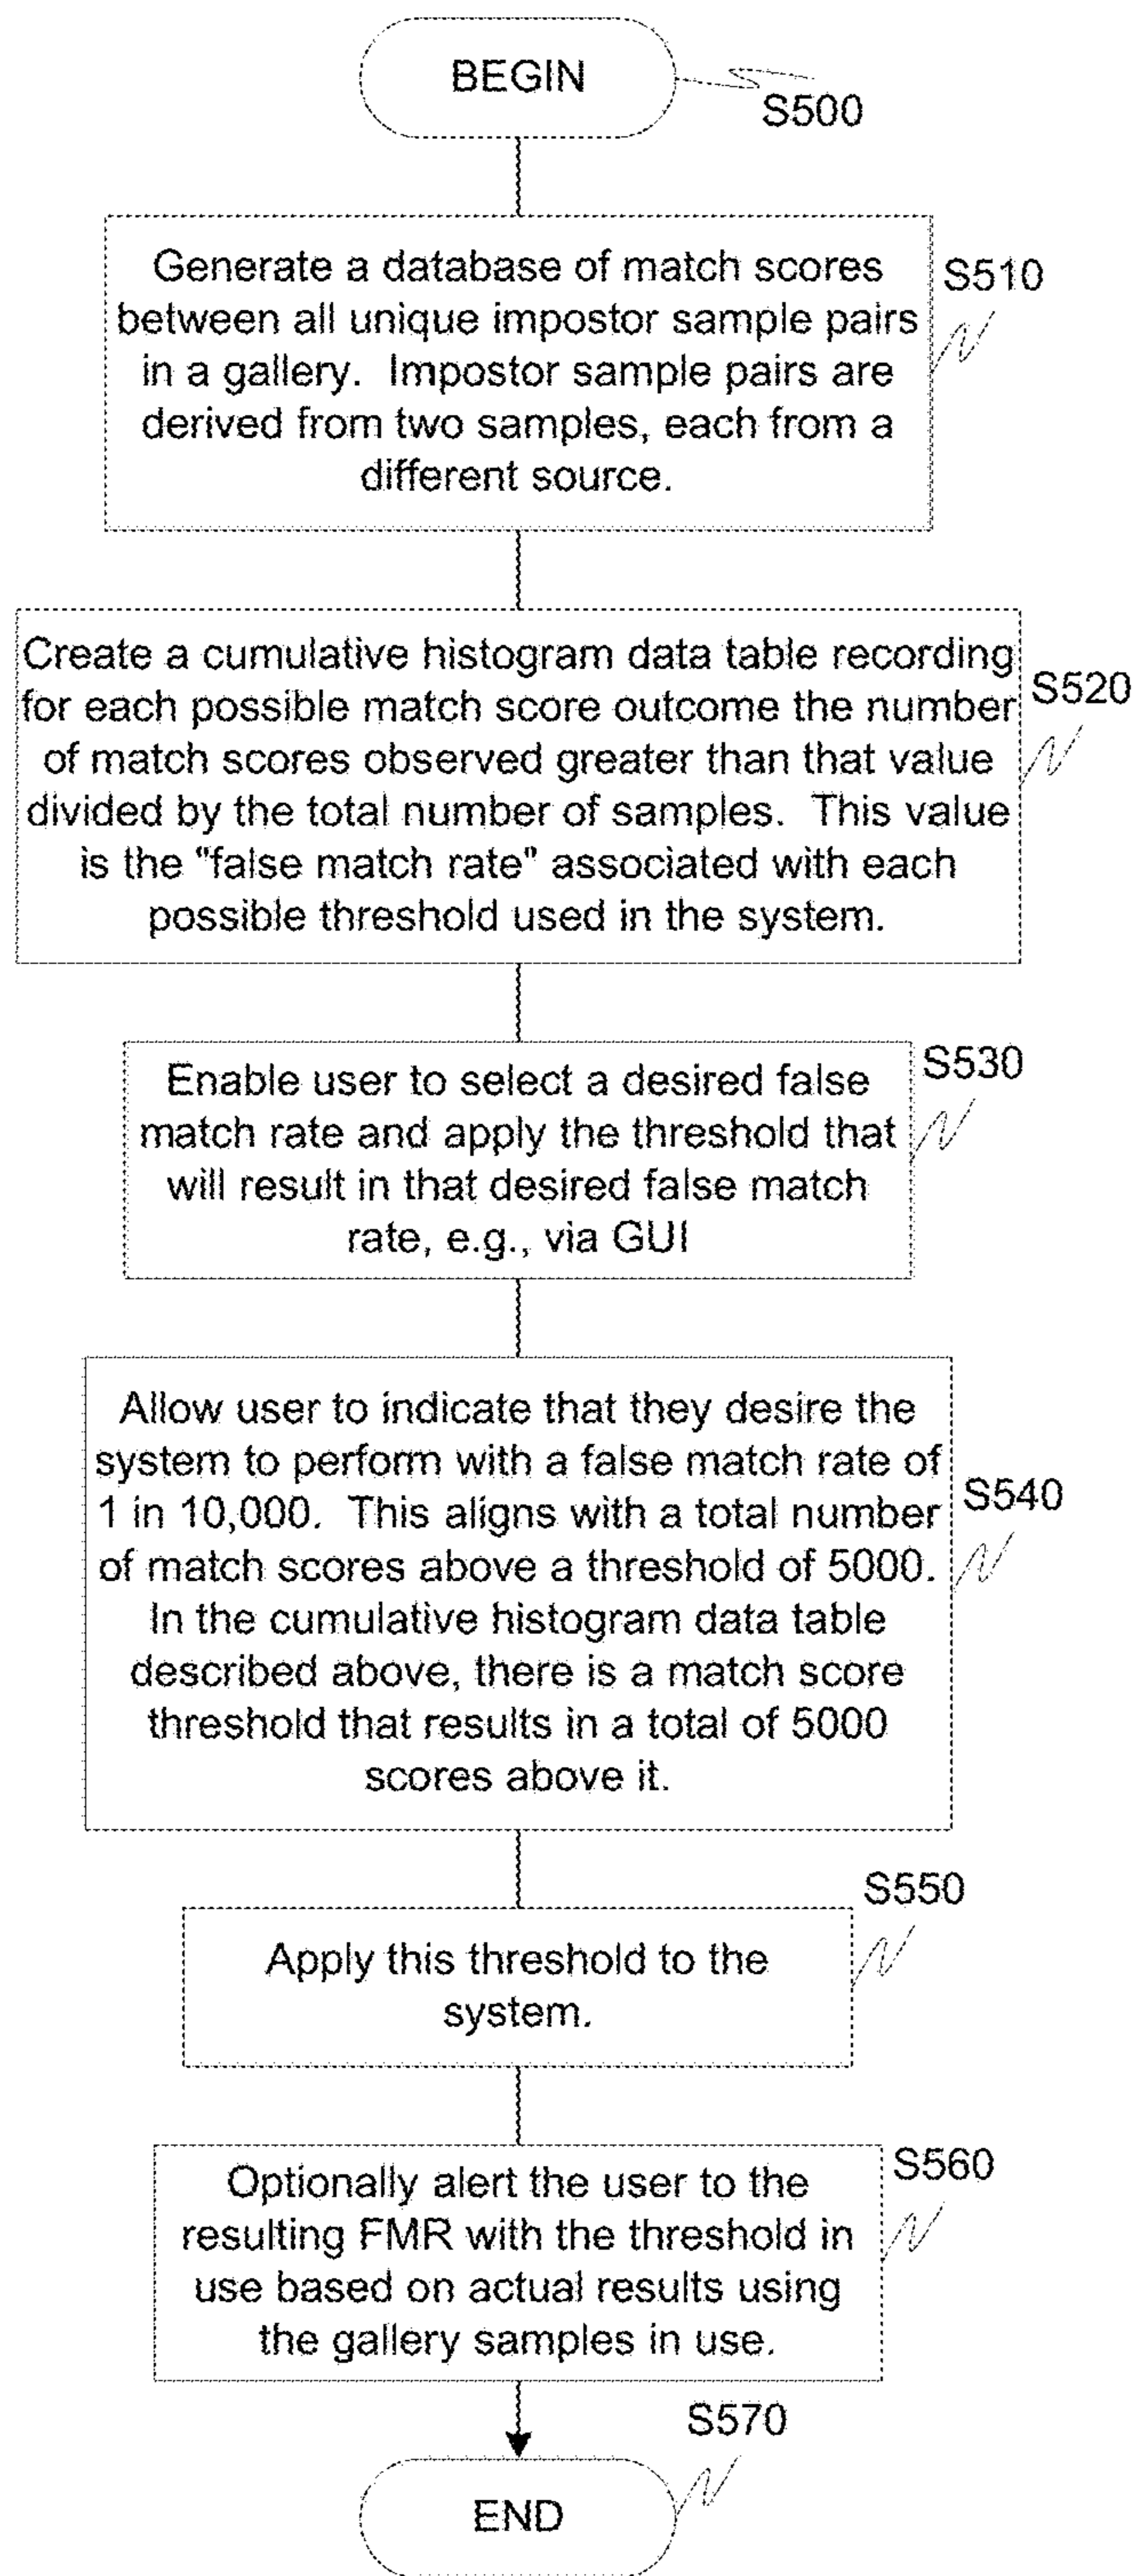 BEGIN
S500
Generate a database of match scores
between all unique impostor sample pairs
in a gallery.  Impostor sample pairs are
derived from two samples, each from a
different source.
S510
Create a cumulative histogram data table recording
for each possible match score outcome the number
of match scores observed greater than that value
divided by the total number of samples.  This value
is the "false match rate" associated with each
possible threshold used in the system.
S520
Enable user to select a desired false
match rate and apply the threshold that
will result in that desired false match
rate, e.g., via GUI
S530
Allow user to indicate that they desire the
system to perform with a false match rate of
1 in 10,000.  This aligns with a total number
of match scores above a threshold of 5000.
In the cumulative histogram data table
described above, there is a match score
threshold that results in a total of 5000
scores above it.
S540
Apply this threshold to the
system.
S550
Optionally alert the user to the
resulting FMR with the threshold in
use based on actual results using
the gallery samples in use.
S560
END
S570